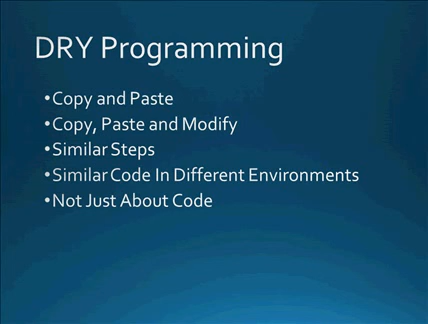 DRY Programming
•Copy and Paste
•Copy, Paste and Modify
•Similar Steps
•Similar Code In Different Environments
•Not Just About Code